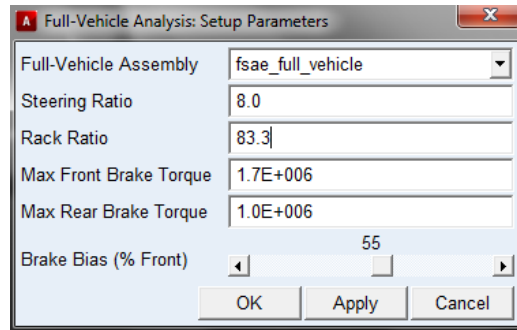 Full-Vehicle Analysis: Setup Parameters
Full-Vehicle Assembly fsae_full_vehicle
Steering Ratio 8.0
Rack Ratio 83.3
Max Front Brake Torque 1.7E+006
Max Rear Brake Torque 1.0E+006
55
Brake Bias (% Front)
OK Apply Cancel